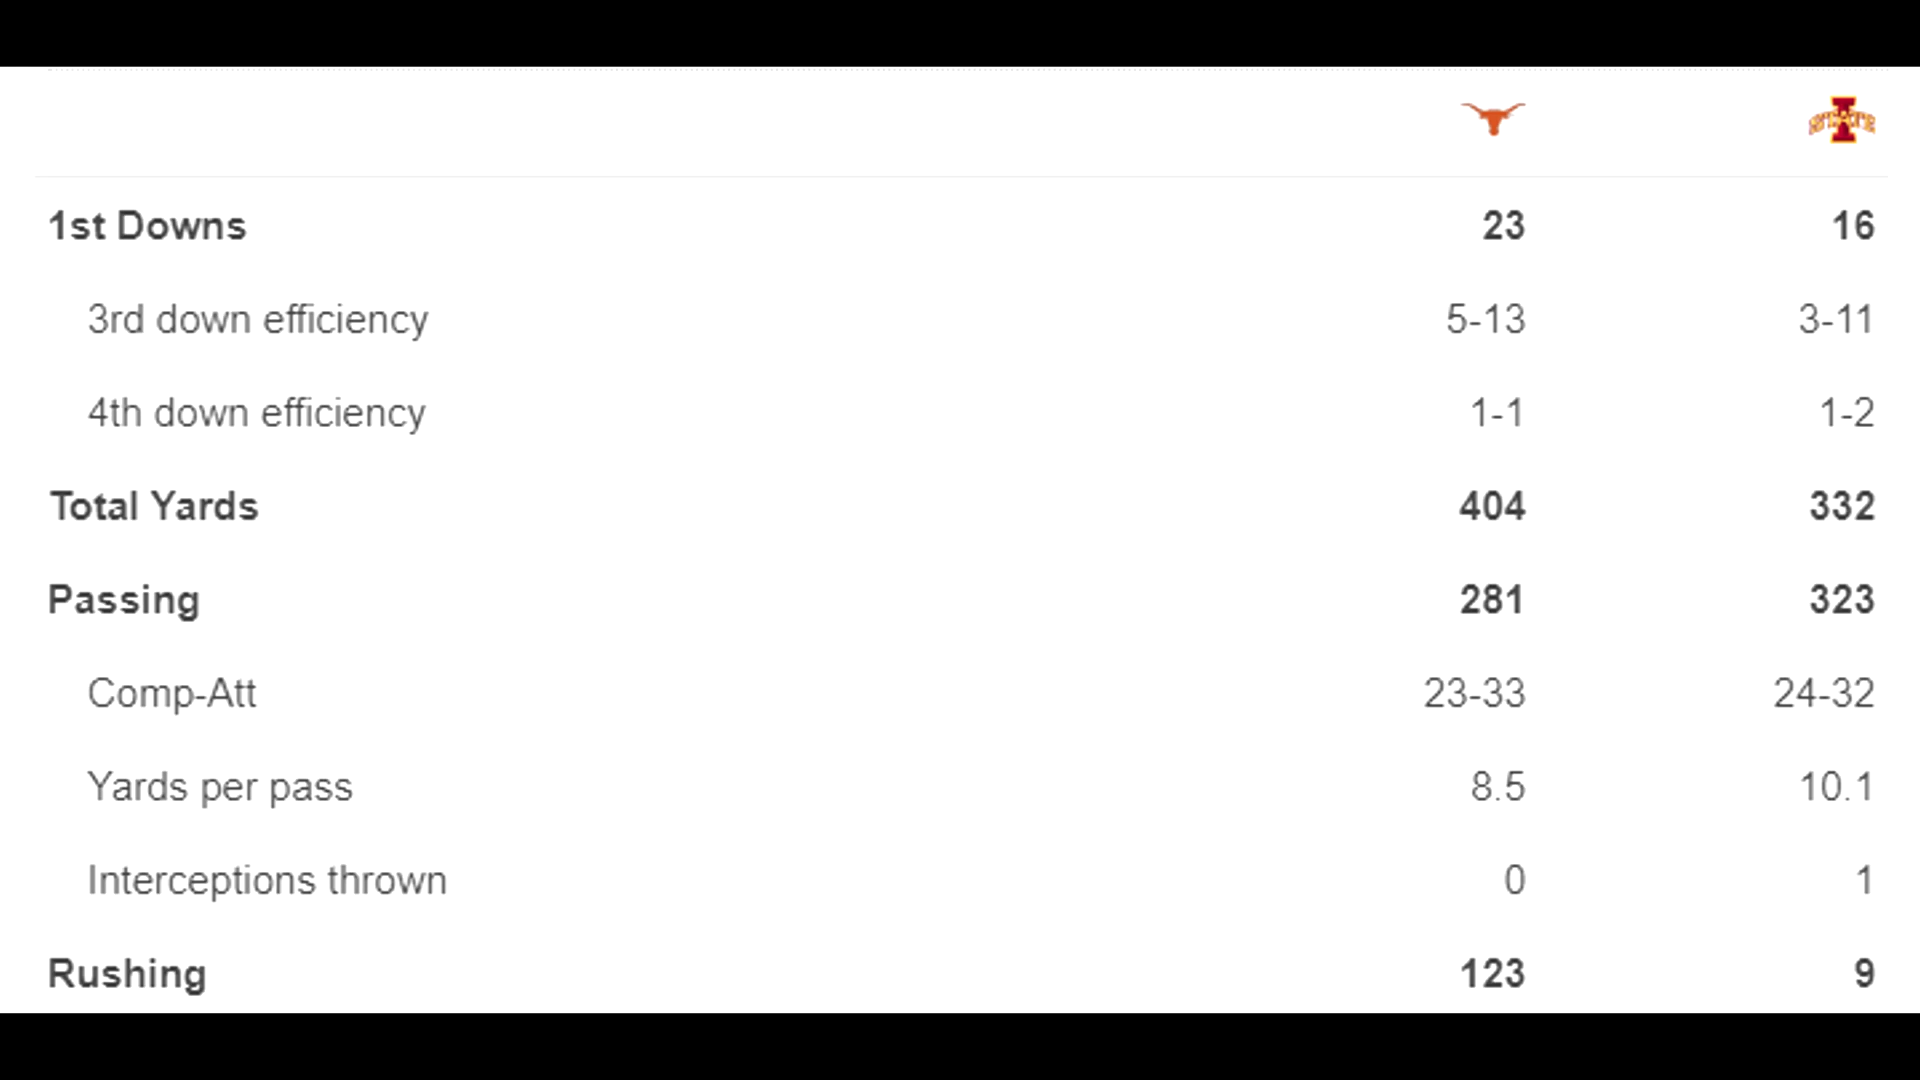 STATE
1st Downs 23 16
3rd down efficiency 5-13 3-11
4th down efficiency 1-1 1-2
Total Yards 404 332
Passing 281 323
Comp-Att 23-33 24-32
Yards per pass 8.5 10.1
Interceptions thrown 0 1
Rushing 123 9